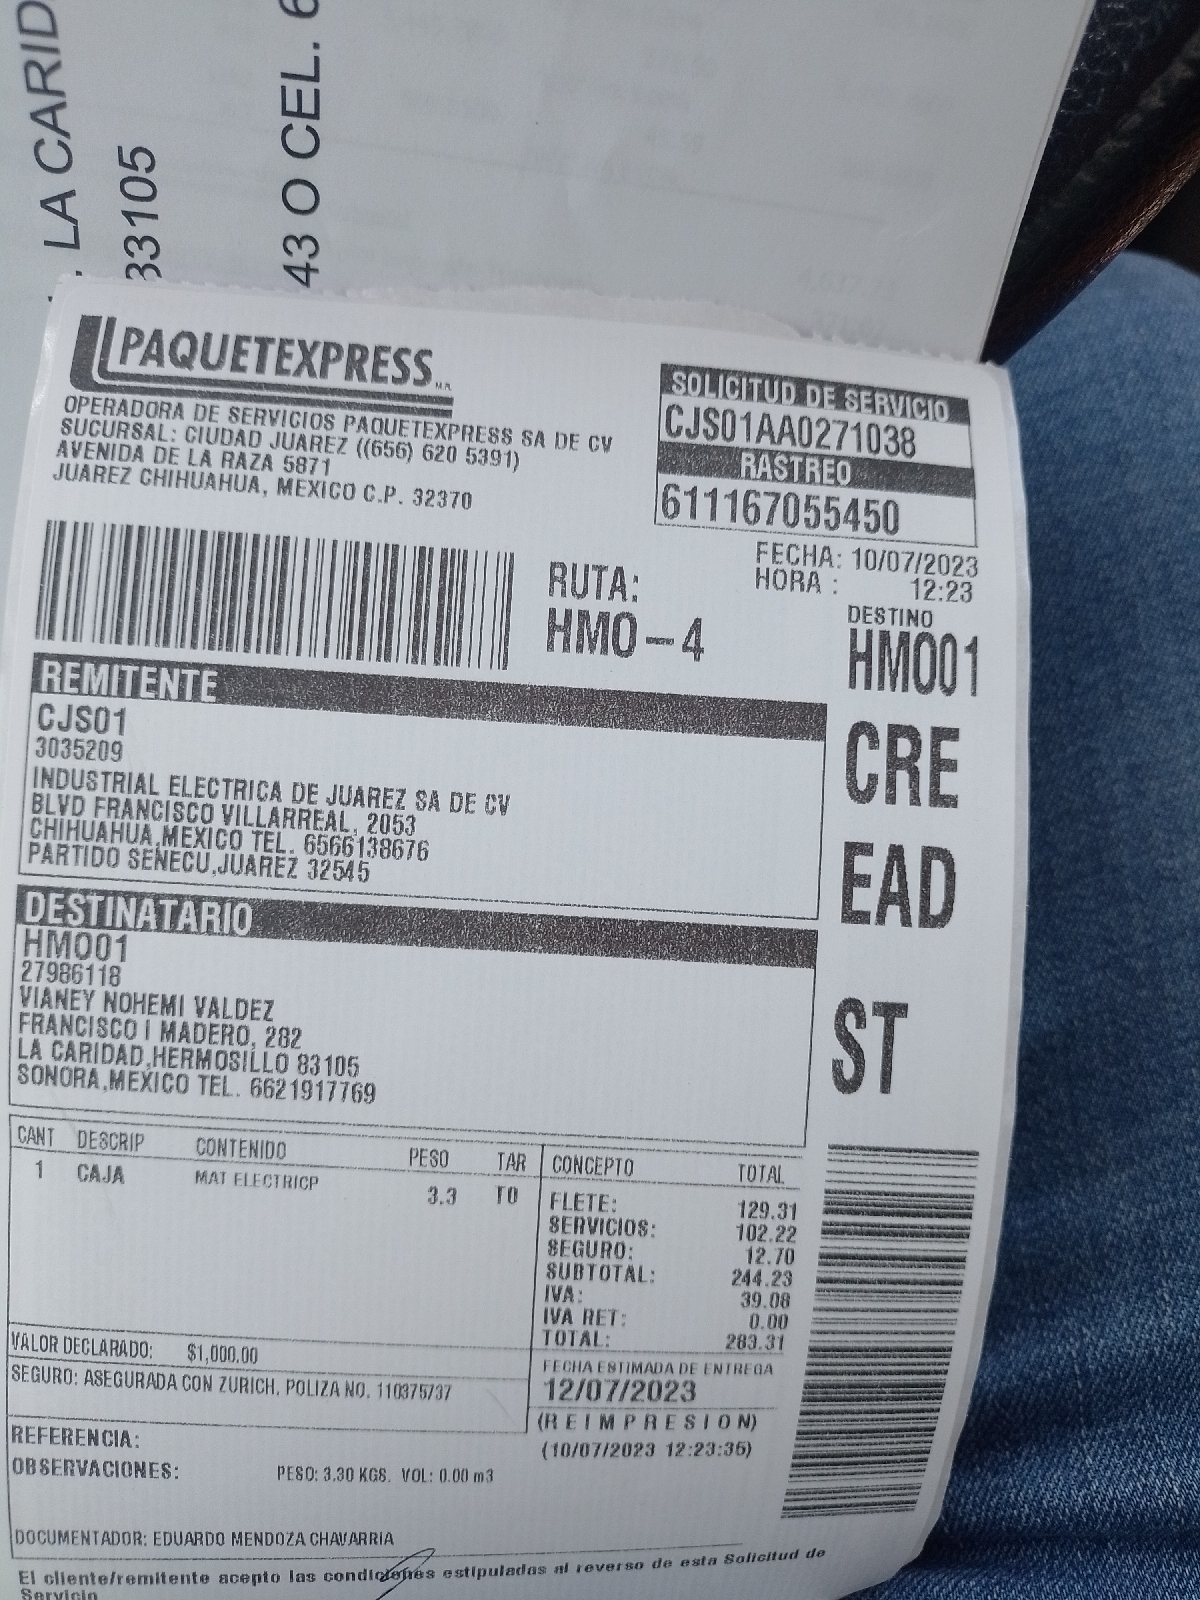 LA CARID
83105
43 O CEL. 6
PAQUETEXPRESS M.R.
OPERADORA DE SERVICIOS PAQUETEXPRESS SA DE CV
SUCURSAL: CIUDAD JUAREZ ((656) 620 5391)
AVENIDA DE LA RAZA 5871
JUAREZ CHIHUAHUA, MEXICO C.P. 32370
SOLICITUD DE SERVICIO
CJS01AA0271038
RASTREO
611167055450
FECHA: 10/07/2023
HORA : 12:23
RUTA:
HMO-4
DESTINO
HMO01
CRE
EAD
ST
REMITENTE
CJS01
3035209
INDUSTRIAL ELECTRICA DE JUAREZ SA DE CV
BLVD FRANCISCO VILLARREAL, 2053
CHIHUAHUA,MEXICO TEL. 6566138676
PARTIDO SENECU,JUAREZ 32545
DESTINATARIO
HMO01
27986118
VIANEY NOHEMI VALDEZ
FRANCISCO I MADERO, 282
LA CARIDAD,HERMOSILLO 83105
SONORA,MEXICO TEL. 6621917769
CANT DESCRIP CONTENIDO PESO TAR
1 CAJA MAT ELECTRICP 3.3 T0
CONCEPTO TOTAL
FLETE: 129.31
SERVICIOS: 102.22
SEGURO: 12.70
SUBTOTAL: 244.23
IVA: 39.08
IVA RET: 0.00
TOTAL: 283.31
VALOR DECLARADO: $1,000.00
SEGURO: ASEGURADA CON ZURICH, POLIZA NO. 110375737
FECHA ESTIMADA DE ENTREGA
12/07/2023
(REIMPRESION)
(10/07/2023 12:23:35)
REFERENCIA:
OBSERVACIONES: PESO: 3.30 KGS. VOL: 0.00 m3
DOCUMENTADOR: EDUARDO MENDOZA CHAVARRIA
El cliente/remitente acepto las condiciones estipuladas al reverso de esta Solicitud de
Servicio